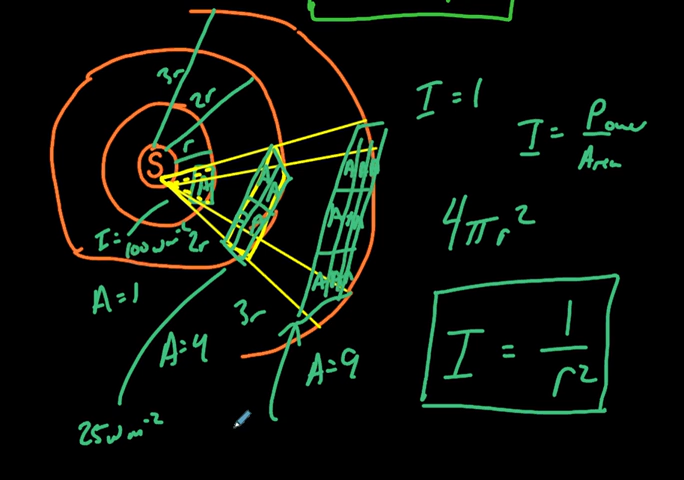 3r
2r
r
S
A
A A
A A
A A A
A A A
A A A
I = 100 Wm⁻²
2r
A = 1
A = 4
3r
A = 9
25 Wm⁻²
I = 1
I = Power / Area
4πr²
I = 1 / r²